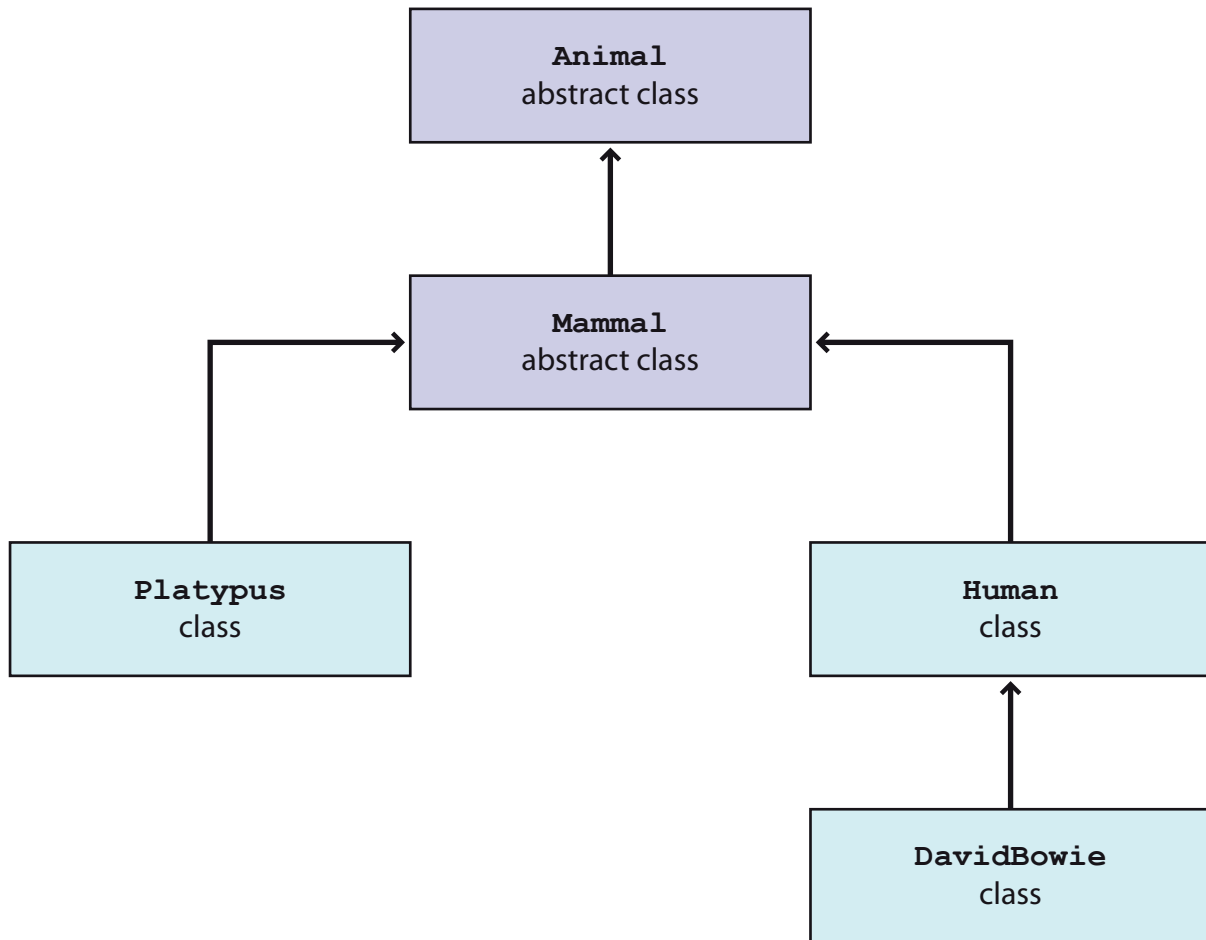 Animal
abstract class
Mammal
abstract class
Platypus
class
Human
class
DavidBowie
class